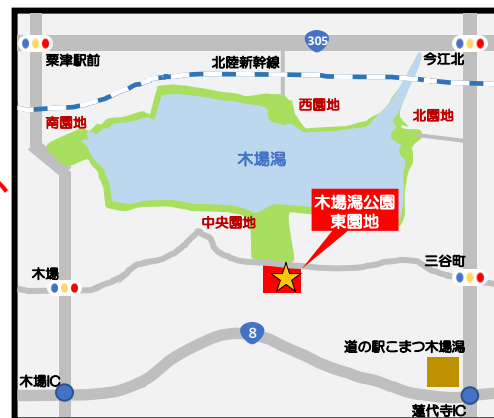 305
粟津駅前
北陸新幹線
今江北
西園地
南園地
北園地
木場潟
木場潟公園
東園地
中央園地
三谷町
木場
8
道の駅こまつ木場潟
木場IC
蓮代寺IC